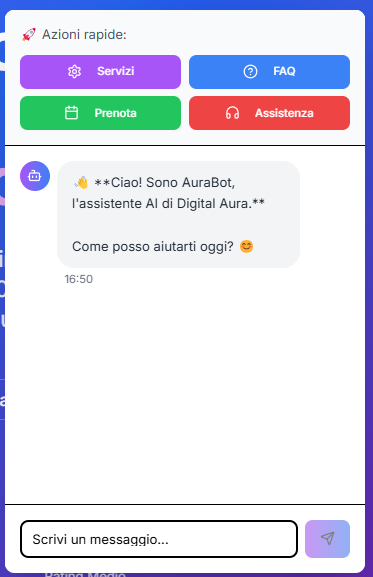 🚀 Azioni rapide:
Servizi
FAQ
Prenota
Assistenza
👋 **Ciao! Sono AuraBot,
l'assistente AI di Digital Aura.**
Come posso aiutarti oggi? 😊
16:50
Scrivi un messaggio...
Rating Medio